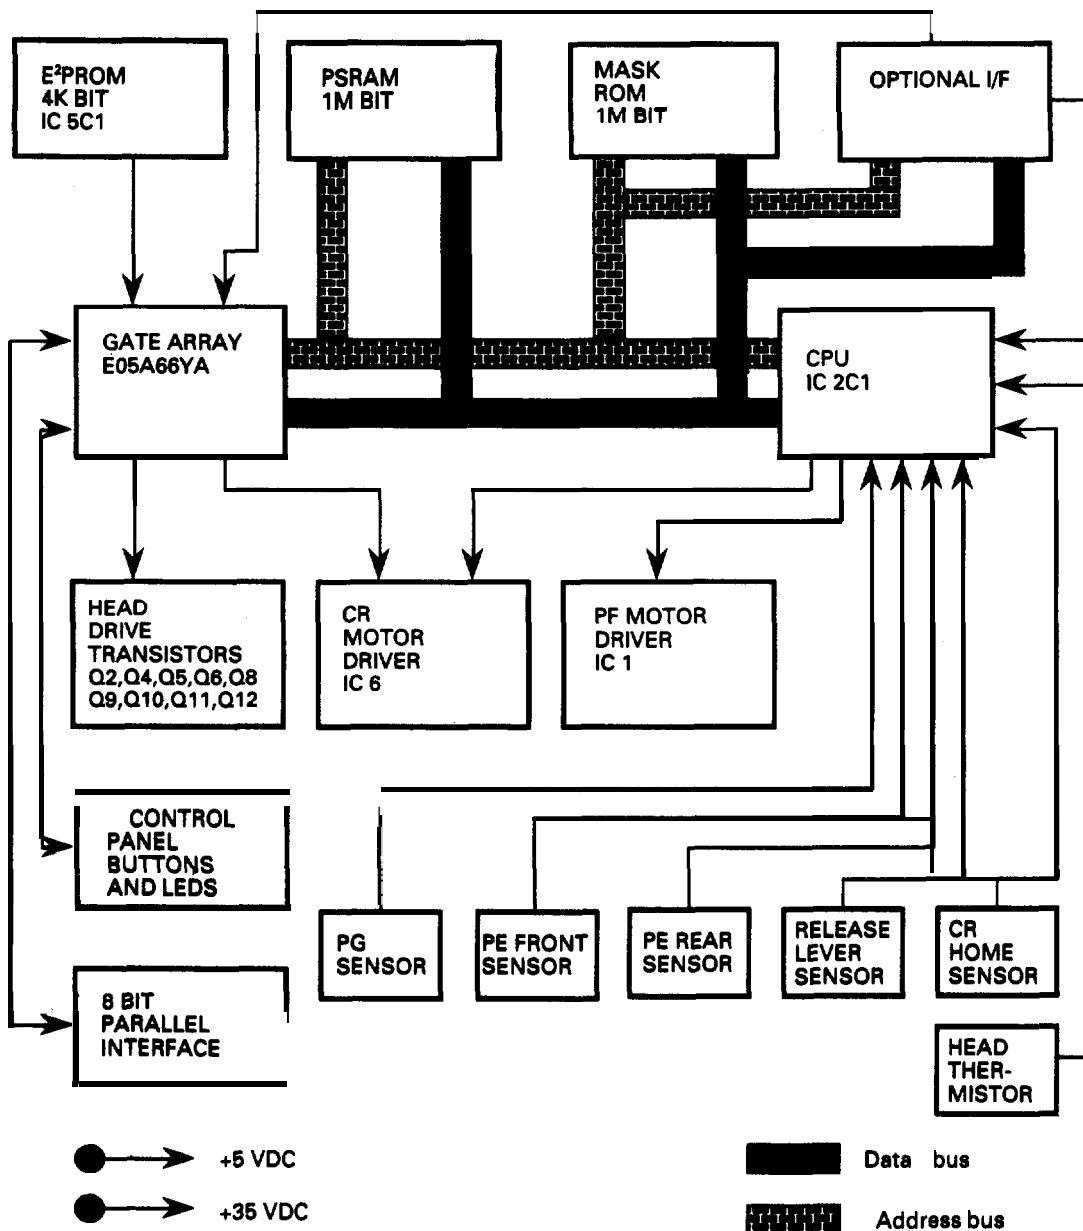 E²PROM
4K BIT
IC 5C1
PSRAM
1M BIT
MASK
ROM
1M BIT
OPTIONAL I/F
GATE ARRAY
E05A66YA
CPU
IC 2C1
HEAD
DRIVE
TRANSISTORS
Q2,Q4,Q5,Q6,Q8
Q9,Q10,Q11,Q12
CR
MOTOR
DRIVER
IC 6
PF MOTOR
DRIVER
IC 1
CONTROL
PANEL
BUTTONS
AND LEDS
PG
SENSOR
PE FRONT
SENSOR
PE REAR
SENSOR
RELEASE
LEVER
SENSOR
CR
HOME
SENSOR
8 BIT
PARALLEL
INTERFACE
HEAD
THER-
MISTOR
+5 VDC
Data bus
+35 VDC
Address bus